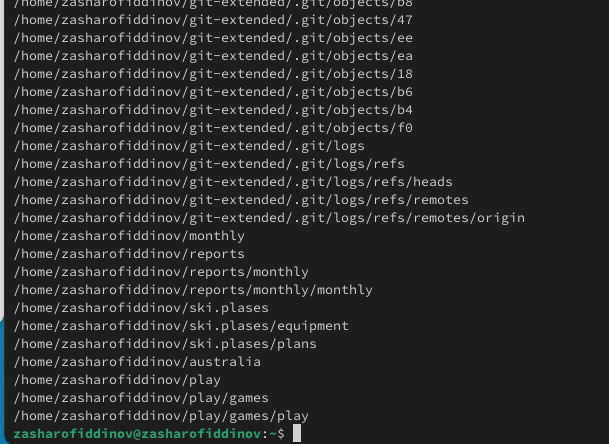 /home/zasharofiddinov/git-extended/.git/objects/b8
/home/zasharofiddinov/git-extended/.git/objects/47
/home/zasharofiddinov/git-extended/.git/objects/ee
/home/zasharofiddinov/git-extended/.git/objects/ea
/home/zasharofiddinov/git-extended/.git/objects/18
/home/zasharofiddinov/git-extended/.git/objects/b6
/home/zasharofiddinov/git-extended/.git/objects/b4
/home/zasharofiddinov/git-extended/.git/objects/f0
/home/zasharofiddinov/git-extended/.git/logs
/home/zasharofiddinov/git-extended/.git/logs/refs
/home/zasharofiddinov/git-extended/.git/logs/refs/heads
/home/zasharofiddinov/git-extended/.git/logs/refs/remotes
/home/zasharofiddinov/git-extended/.git/logs/refs/remotes/origin
/home/zasharofiddinov/monthly
/home/zasharofiddinov/reports
/home/zasharofiddinov/reports/monthly
/home/zasharofiddinov/reports/monthly/monthly
/home/zasharofiddinov/ski.plases
/home/zasharofiddinov/ski.plases/equipment
/home/zasharofiddinov/ski.plases/plans
/home/zasharofiddinov/australia
/home/zasharofiddinov/play
/home/zasharofiddinov/play/games
/home/zasharofiddinov/play/games/play
zasharofiddinov@zasharofiddinov:~$